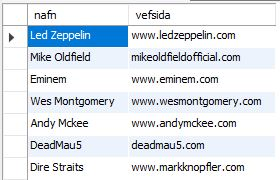 nafn vefsida
Led Zeppelin www.ledzeppelin.com
Mike Oldfield mikeoldfieldofficial.com
Eminem www.eminem.com
Wes Montgomery www.wesmontgomery.com
Andy Mckee www.andymckee.com
DeadMau5 deadmau5.com
Dire Straits www.markknopfler.com